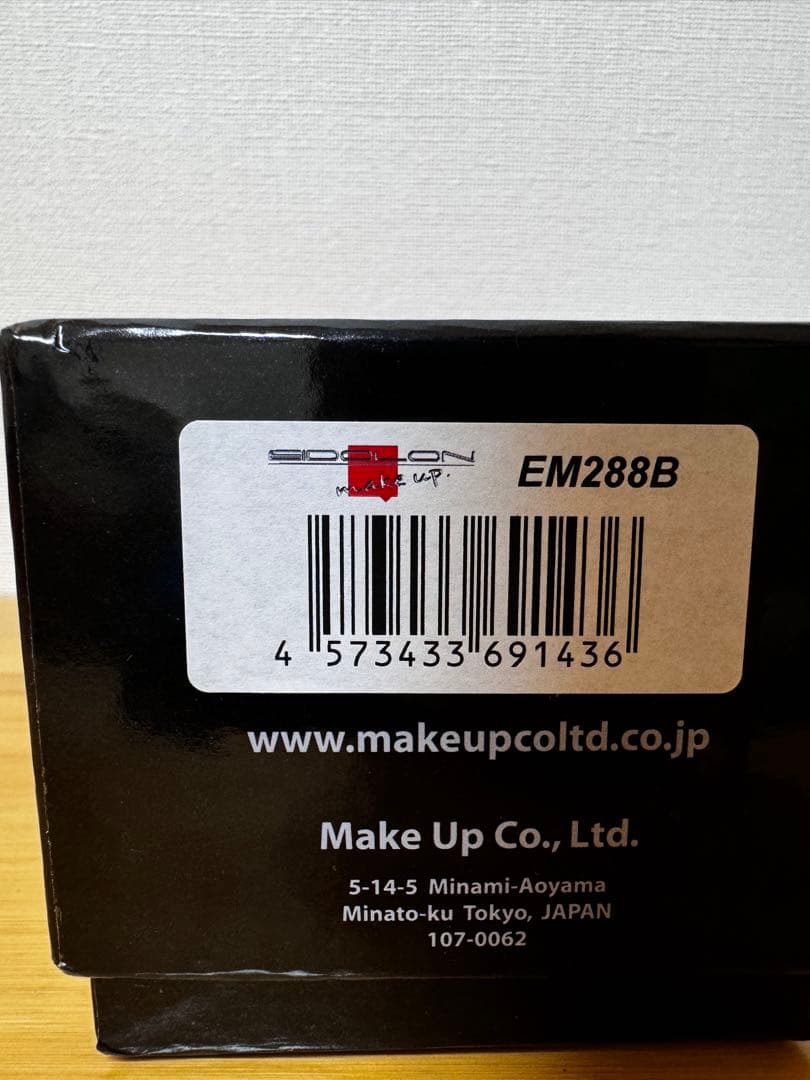 EIDOLON
make up.
EM288B
4 573433 691436
www.makeupcoltd.co.jp
Make Up Co., Ltd.
5-14-5 Minami-Aoyama
Minato-ku Tokyo, JAPAN
107-0062